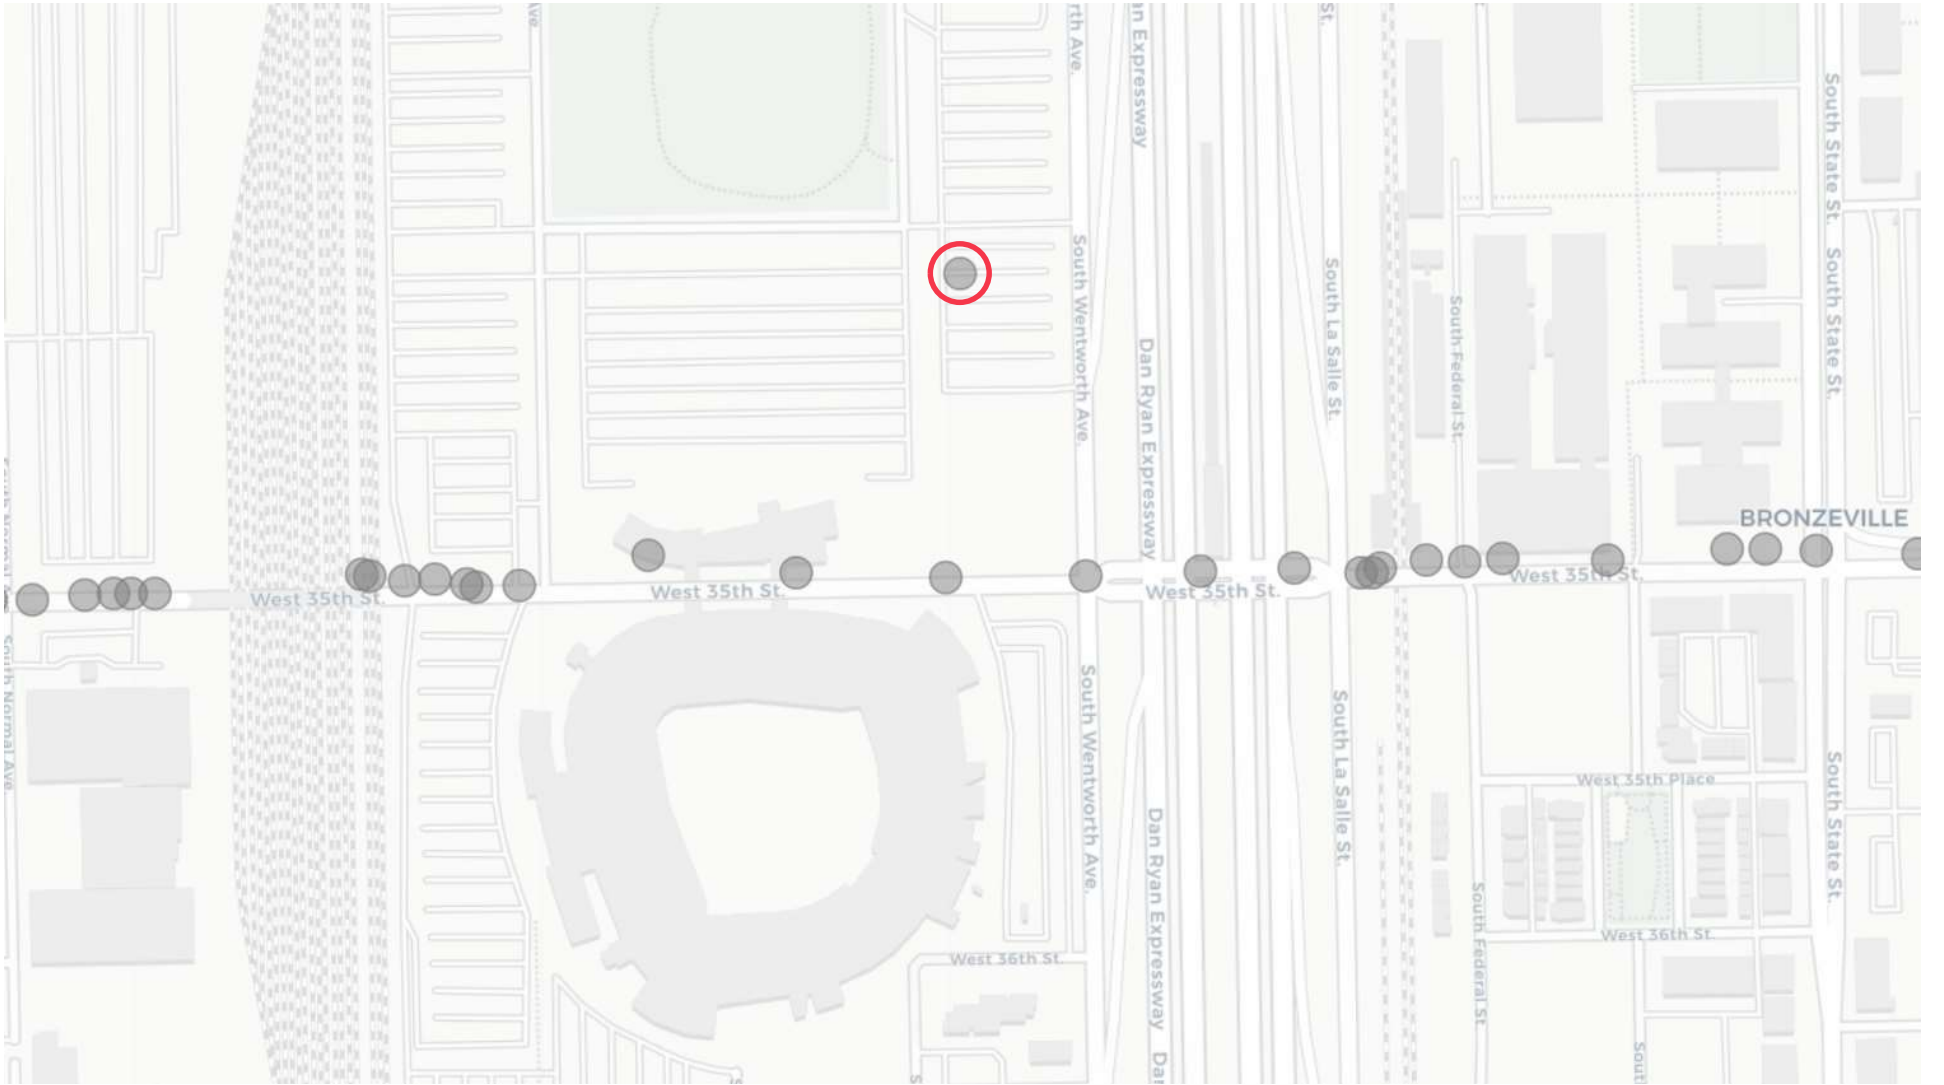 Ave
rth Ave.
an Expressway
St.
South State St.
South Wentworth Ave.
South La Salle St.
South State St.
South Federal St.
Dan Ryan Expressway
BRONZEVILLE
West 35th St.
West 35th St.
West 35th St.
West 35th St.
South Normal Ave.
South Wentworth Ave.
South La Salle St.
West 35th Place
South State St.
Dan Ryan Expressway
South Federal St
West 36th St.
West 36th St.